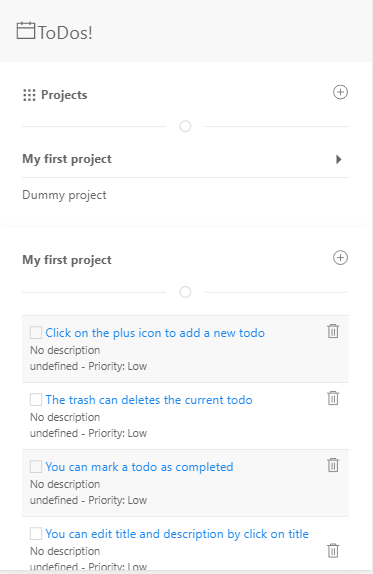 ToDos!
Projects
My first project
Dummy project
My first project
Click on the plus icon to add a new todo
No description
undefined - Priority: Low
The trash can deletes the current todo
No description
undefined - Priority: Low
You can mark a todo as completed
No description
undefined - Priority: Low
You can edit title and description by click on title
No description
undefined - Priority: Low